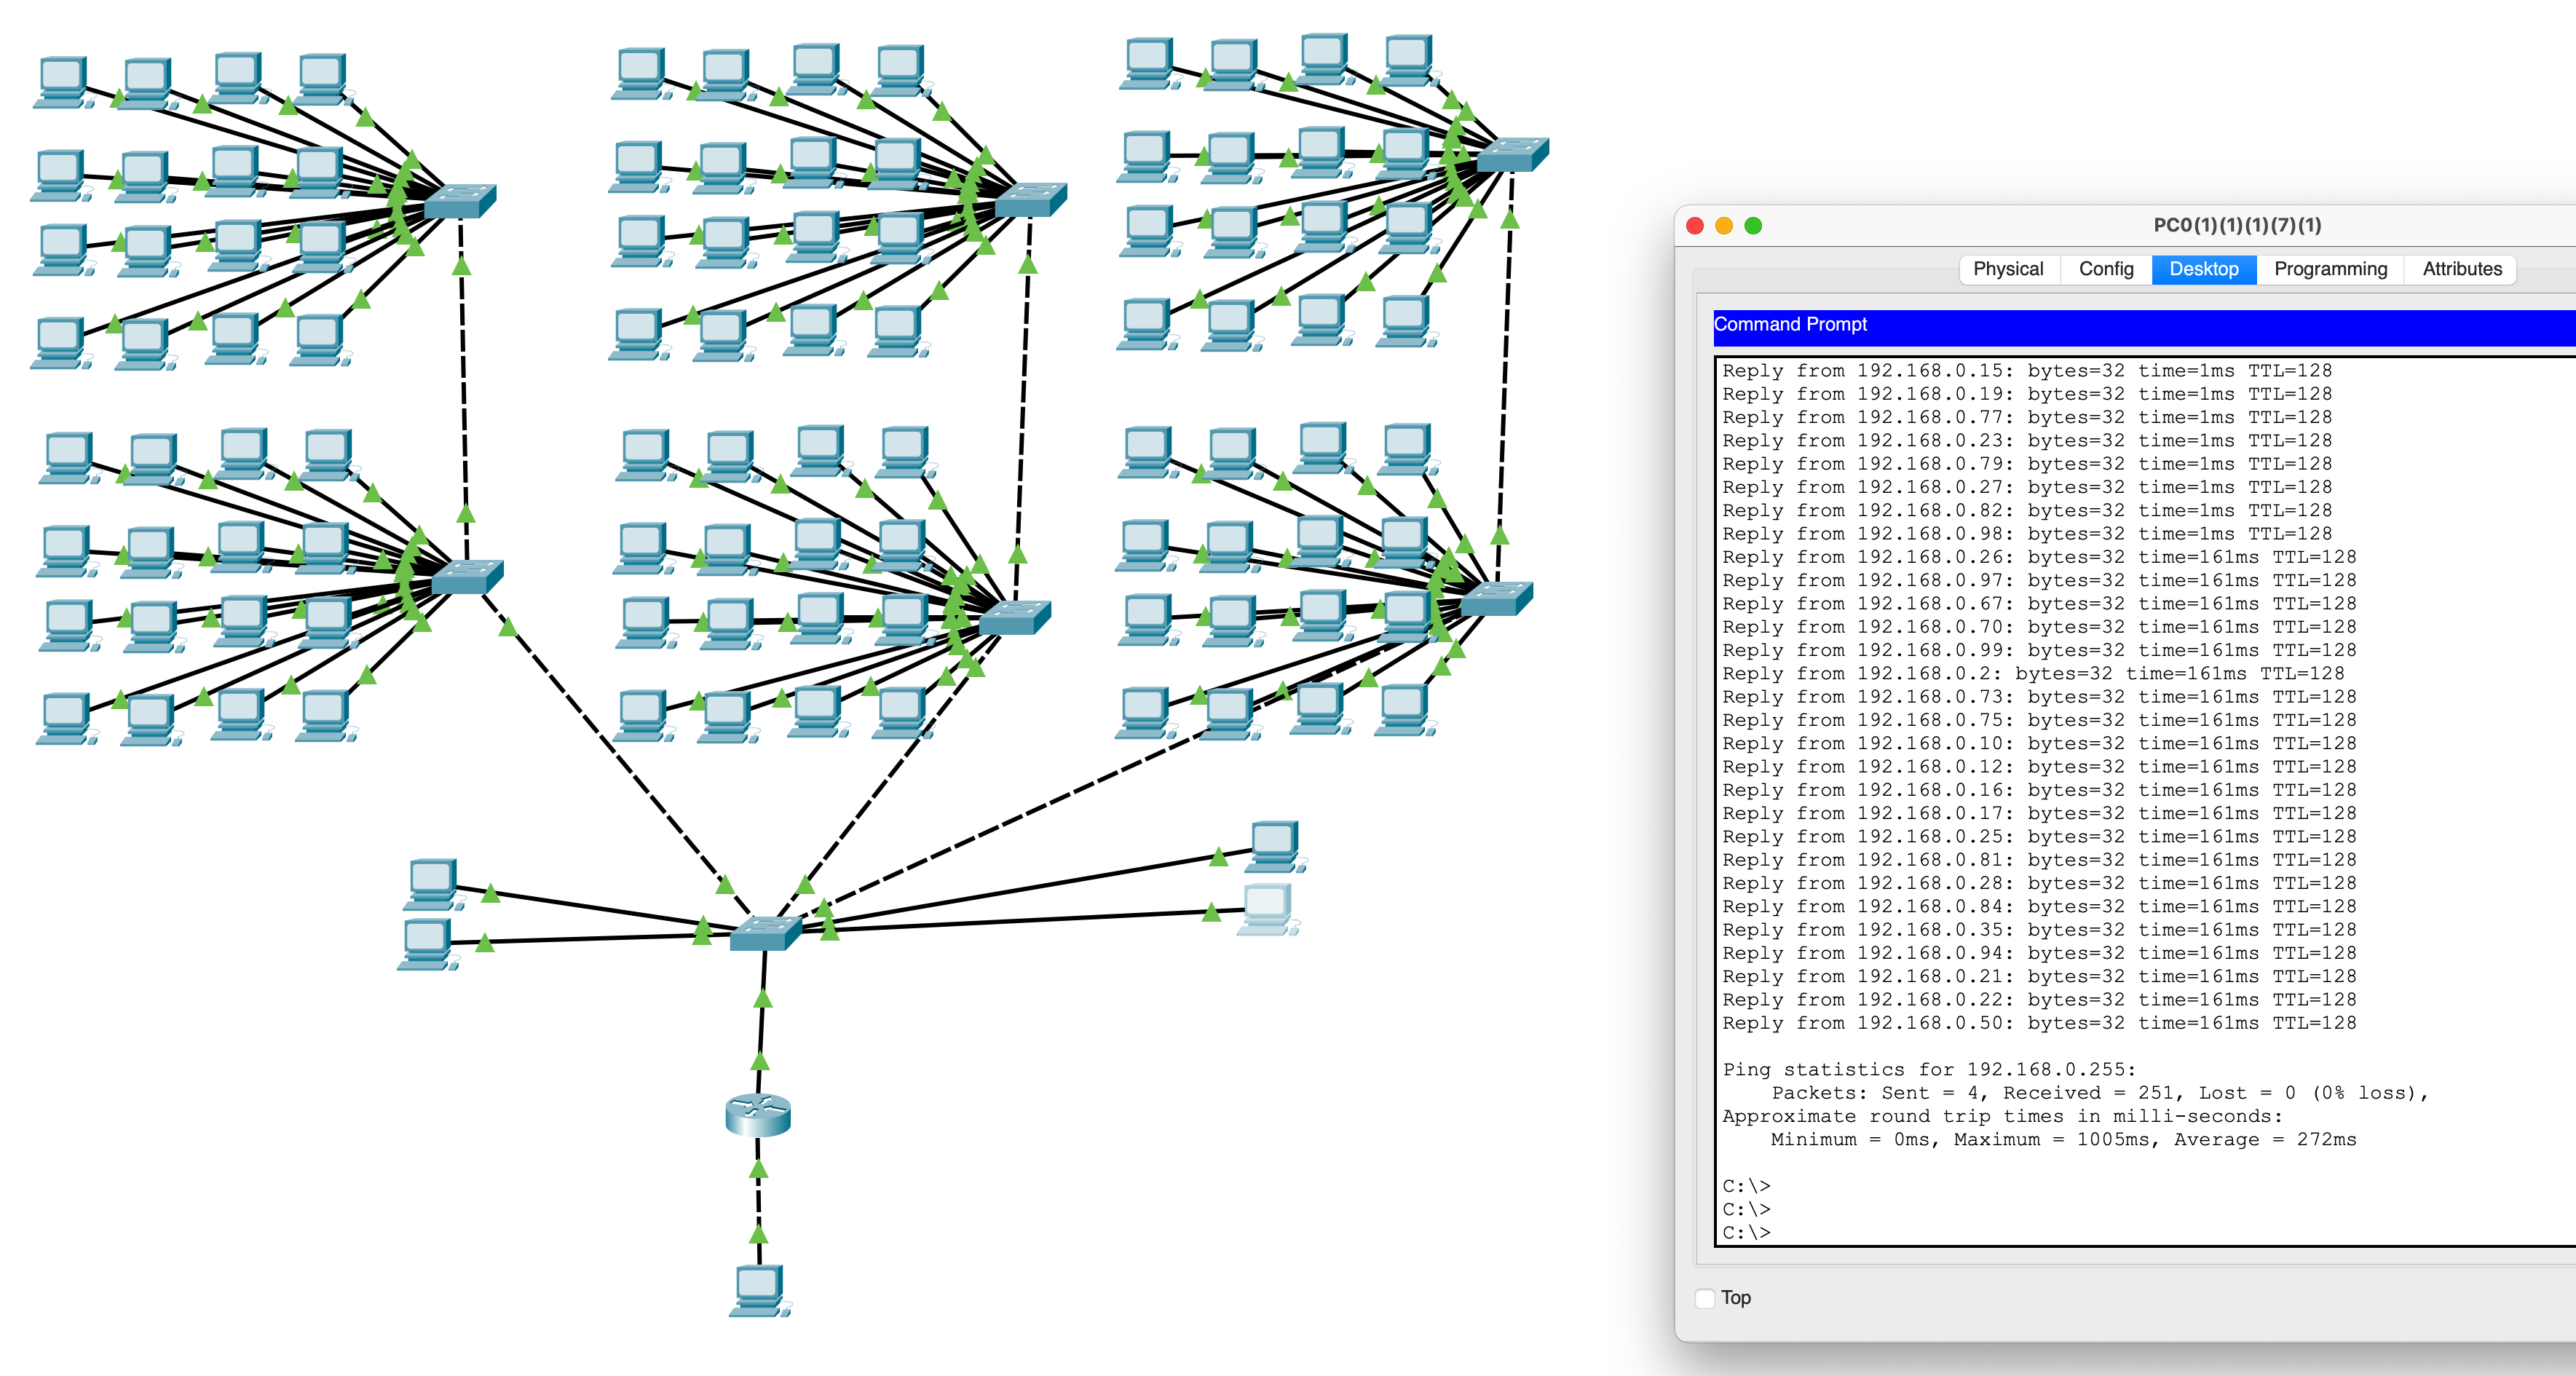 PC0(1)(1)(1)(7)(1)
Physical Config Desktop Programming Attributes
Command Prompt
Reply from 192.168.0.15: bytes=32 time=1ms TTL=128
Reply from 192.168.0.19: bytes=32 time=1ms TTL=128
Reply from 192.168.0.77: bytes=32 time=1ms TTL=128
Reply from 192.168.0.23: bytes=32 time=1ms TTL=128
Reply from 192.168.0.79: bytes=32 time=1ms TTL=128
Reply from 192.168.0.27: bytes=32 time=1ms TTL=128
Reply from 192.168.0.82: bytes=32 time=1ms TTL=128
Reply from 192.168.0.98: bytes=32 time=1ms TTL=128
Reply from 192.168.0.26: bytes=32 time=161ms TTL=128
Reply from 192.168.0.97: bytes=32 time=161ms TTL=128
Reply from 192.168.0.67: bytes=32 time=161ms TTL=128
Reply from 192.168.0.70: bytes=32 time=161ms TTL=128
Reply from 192.168.0.99: bytes=32 time=161ms TTL=128
Reply from 192.168.0.2: bytes=32 time=161ms TTL=128
Reply from 192.168.0.73: bytes=32 time=161ms TTL=128
Reply from 192.168.0.75: bytes=32 time=161ms TTL=128
Reply from 192.168.0.10: bytes=32 time=161ms TTL=128
Reply from 192.168.0.12: bytes=32 time=161ms TTL=128
Reply from 192.168.0.16: bytes=32 time=161ms TTL=128
Reply from 192.168.0.17: bytes=32 time=161ms TTL=128
Reply from 192.168.0.25: bytes=32 time=161ms TTL=128
Reply from 192.168.0.81: bytes=32 time=161ms TTL=128
Reply from 192.168.0.28: bytes=32 time=161ms TTL=128
Reply from 192.168.0.84: bytes=32 time=161ms TTL=128
Reply from 192.168.0.35: bytes=32 time=161ms TTL=128
Reply from 192.168.0.94: bytes=32 time=161ms TTL=128
Reply from 192.168.0.21: bytes=32 time=161ms TTL=128
Reply from 192.168.0.22: bytes=32 time=161ms TTL=128
Reply from 192.168.0.50: bytes=32 time=161ms TTL=128
Ping statistics for 192.168.0.255:
Packets: Sent = 4, Received = 251, Lost = 0 (0% loss),
Approximate round trip times in milli-seconds:
Minimum = 0ms, Maximum = 1005ms, Average = 272ms
C:\>
C:\>
C:\>
Top